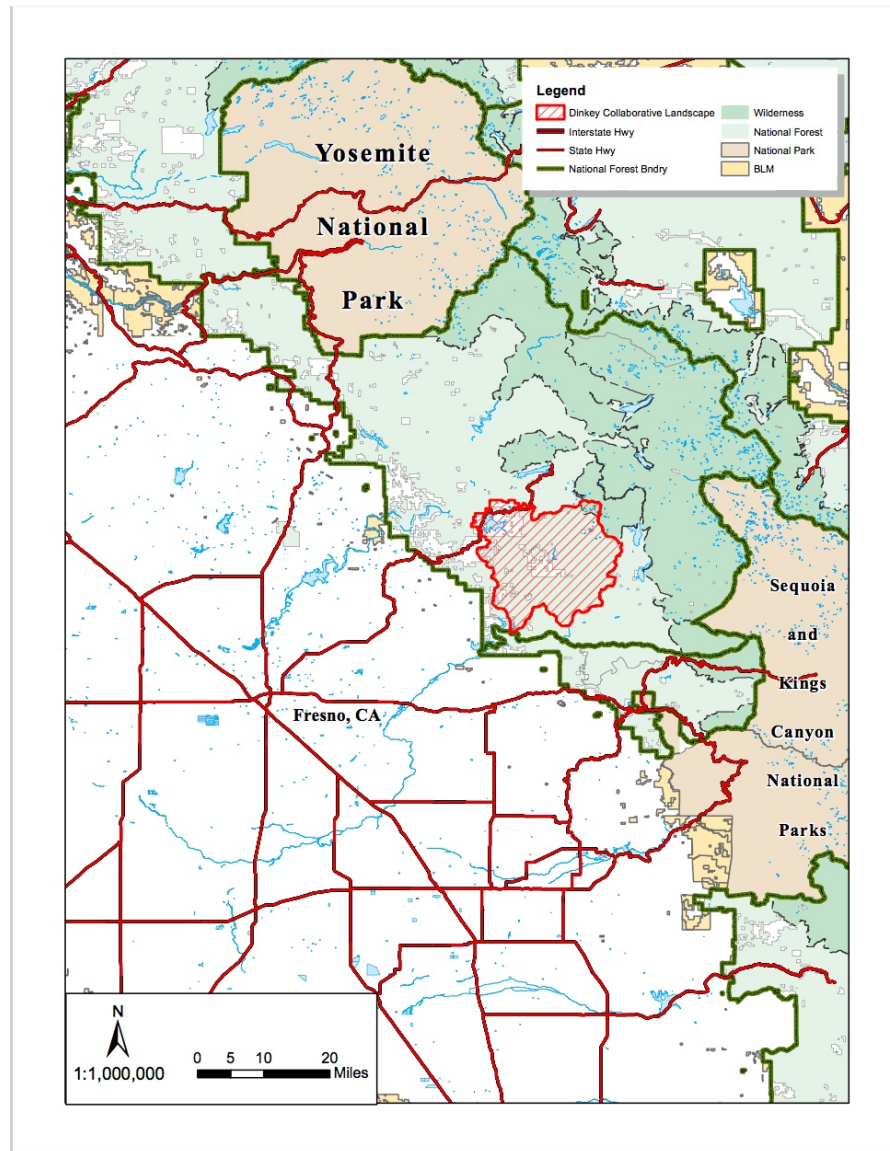 Legend
Dinkey Collaborative Landscape
Interstate Hwy
State Hwy
National Forest Bndry
Wilderness
National Forest
National Park
BLM
Yosemite
National
Park
Sequoia
and
Kings
Canyon
National
Parks
Fresno, CA
N
1:1,000,000
0 5 10 20
Miles